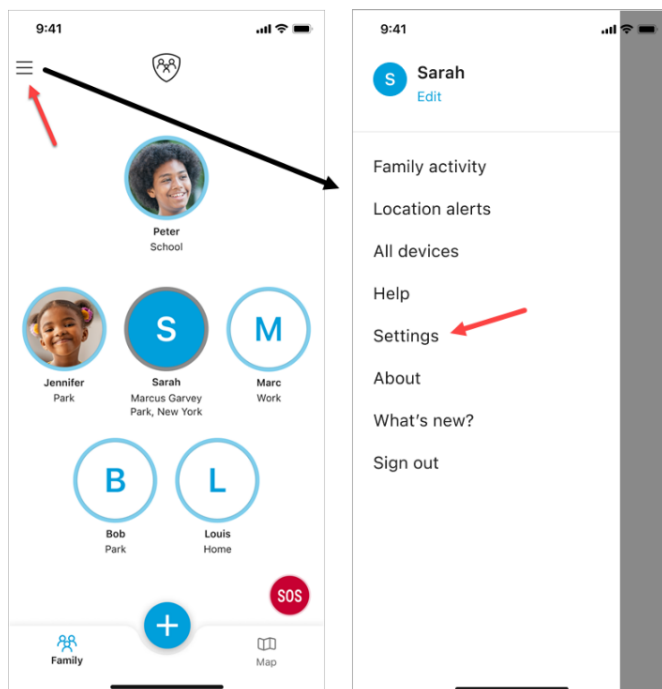 9:41
Peter
School
Jennifer
Park
S
Sarah
Marcus Garvey
Park, New York
M
Marc
Work
B
Bob
Park
L
Louis
Home
SOS
+
Family
Map
9:41
S
Sarah
Edit
Family activity
Location alerts
All devices
Help
Settings
About
What's new?
Sign out